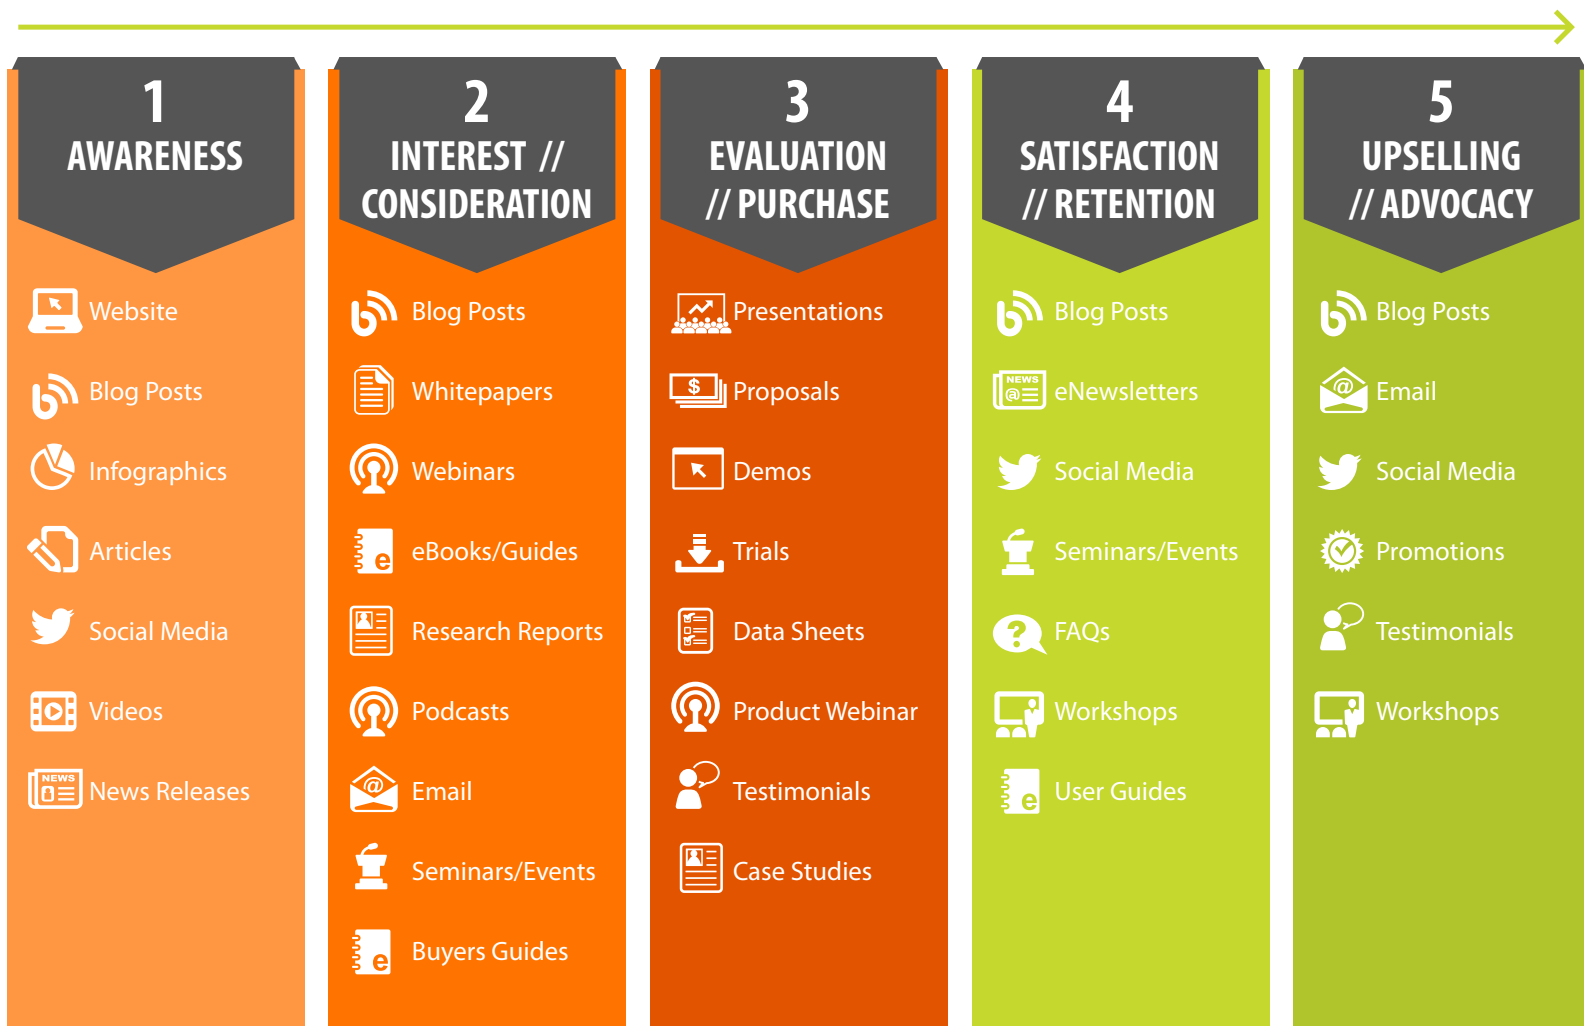 1
AWARENESS
Website
Blog Posts
Infographics
Articles
Social Media
Videos
NEWS
News Releases
2
INTEREST //
CONSIDERATION
Blog Posts
Whitepapers
Webinars
e
eBooks/Guides
Research Reports
Podcasts
@
Email
Seminars/Events
e
Buyers Guides
3
EVALUATION
// PURCHASE
Presentations
$
Proposals
Demos
Trials
Data Sheets
Product Webinar
Testimonials
Case Studies
4
SATISFACTION
// RETENTION
Blog Posts
NEWS
@
eNewsletters
Social Media
Seminars/Events
?
FAQs
Workshops
e
User Guides
5
UPSELLING
// ADVOCACY
Blog Posts
@
Email
Social Media
Promotions
Testimonials
Workshops